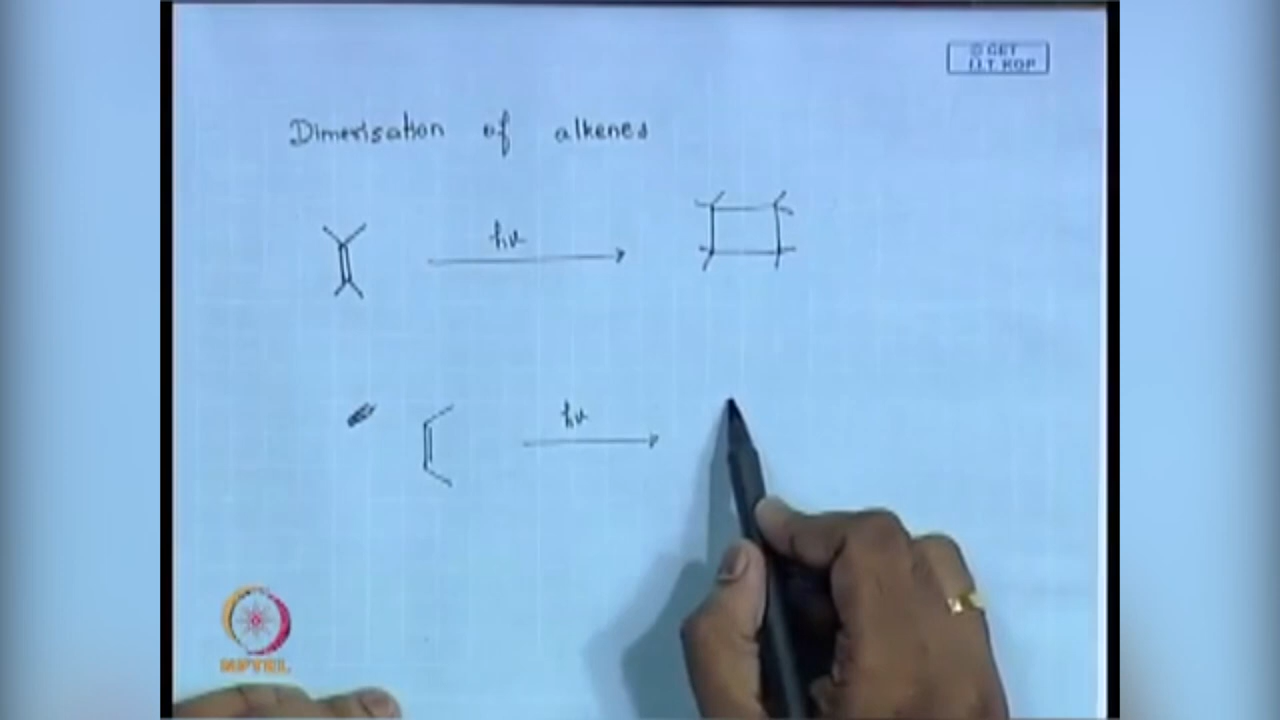 © CET
I.I.T. KGP
Dimerisation of alkenes
hν
hν
NPTEL